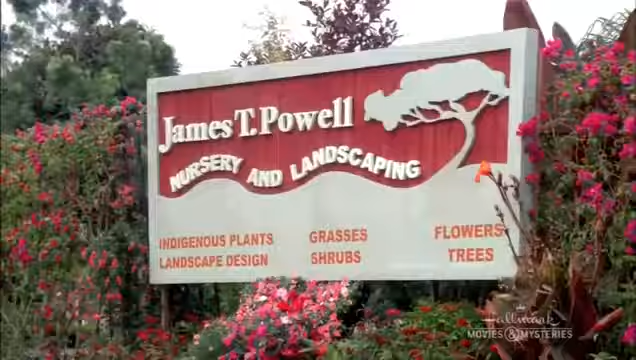 James T. Powell
NURSERY AND LANDSCAPING
INDIGENOUS PLANTS GRASSES FLOWERS
LANDSCAPE DESIGN SHRUBS TREES
Hallmark
MOVIES & MYSTERIES